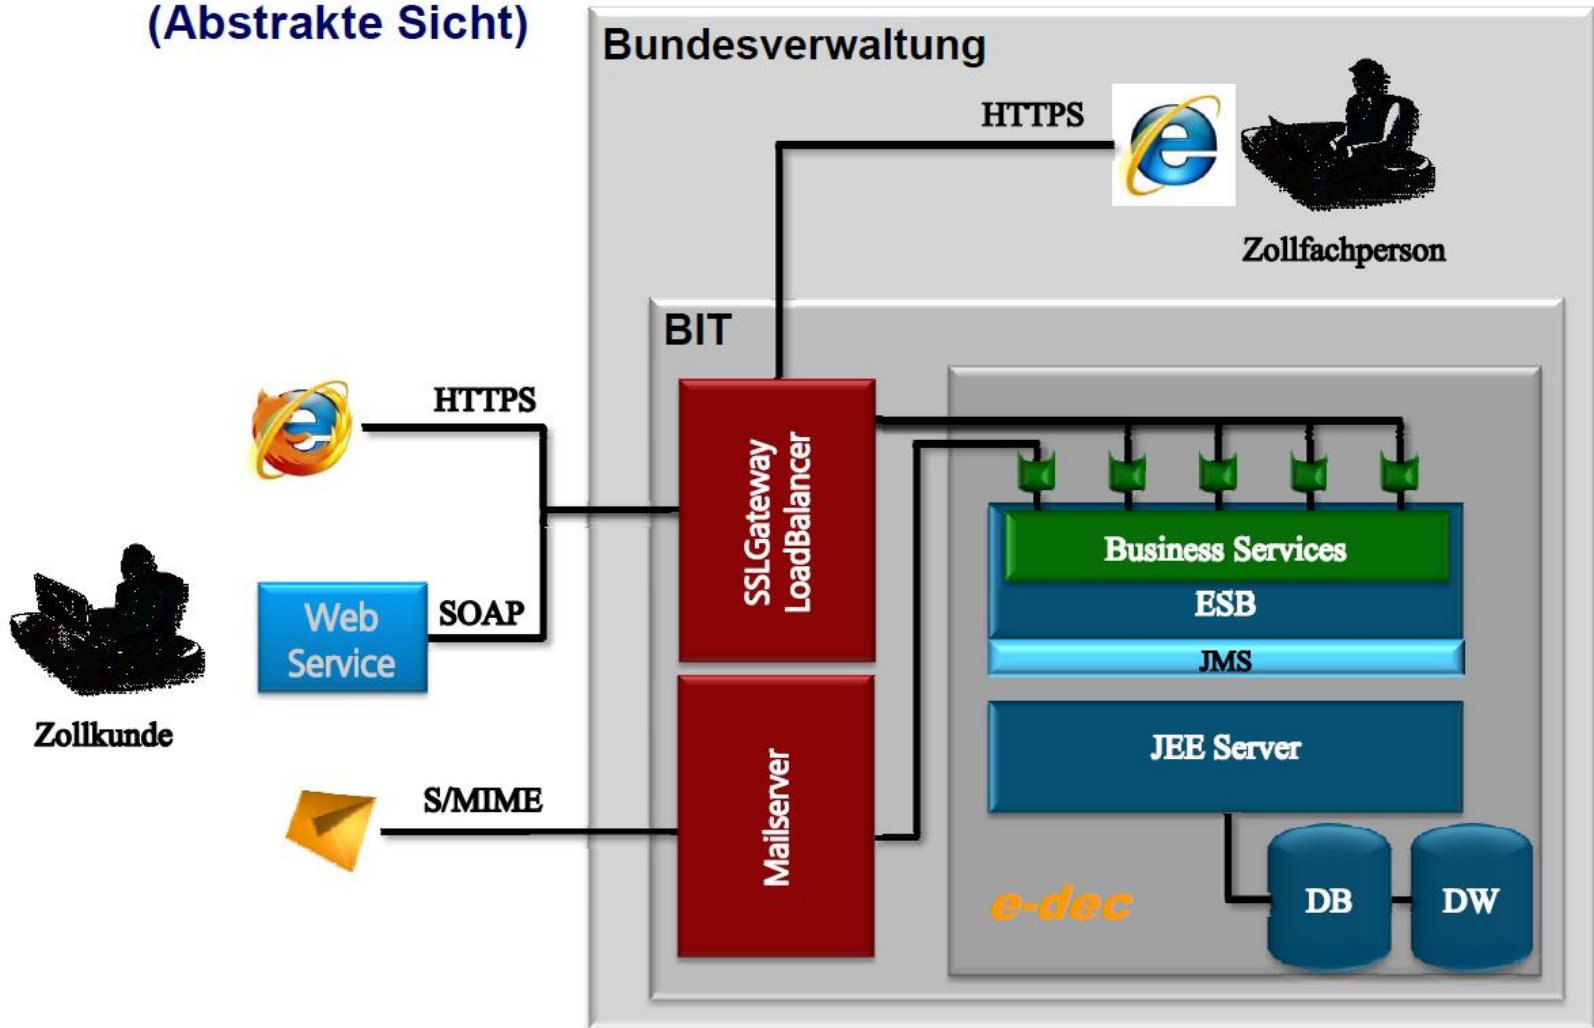 (Abstrakte Sicht)
Bundesverwaltung
HTTPS
Zollfachperson
BIT
HTTPS
SSLGateway
LoadBalancer
Business Services
ESB
Web
Service
SOAP
JMS
Zollkunde
JEE Server
S/MIME
Mailserver
e-dec
DB
DW